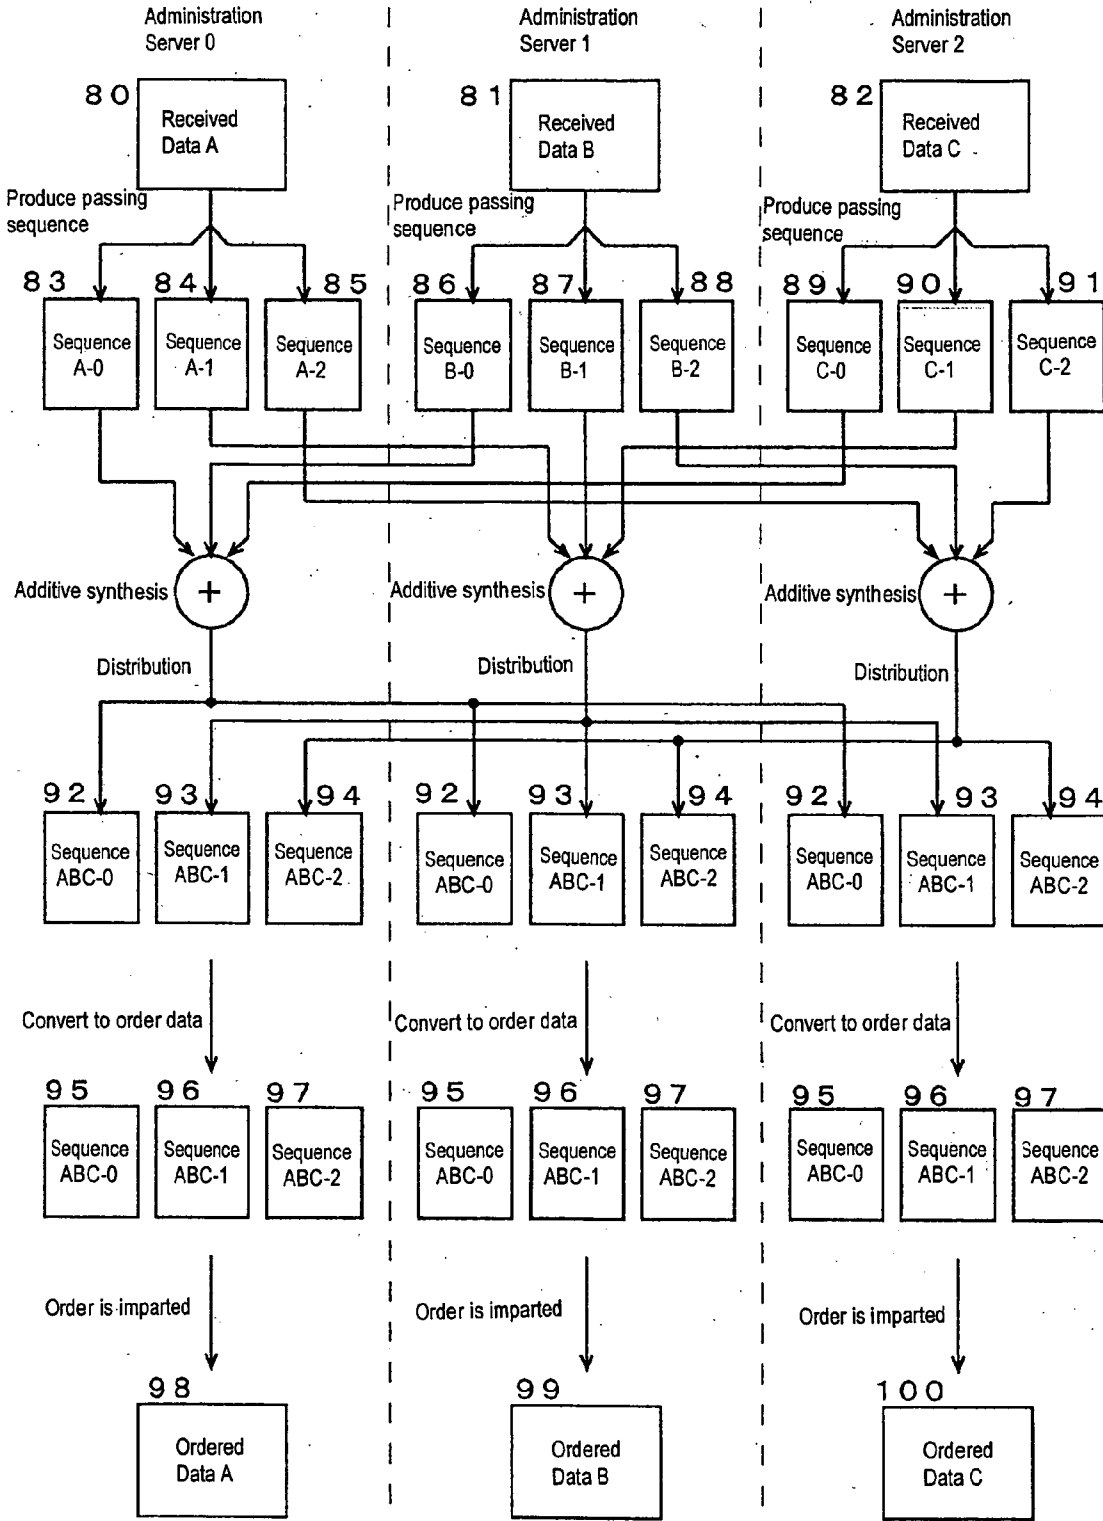 Administration
Server 0
Administration
Server 1
Administration
Server 2
80
81
82
Received
Data A
Received
Data B
Received
Data C
Produce passing
sequence
Produce passing
sequence
Produce passing
sequence
83
84
85
86
87
88
89
90
91
Sequence
A-0
Sequence
A-1
Sequence
A-2
Sequence
B-0
Sequence
B-1
Sequence
B-2
Sequence
C-0
Sequence
C-1
Sequence
C-2
Additive synthesis
+
Additive synthesis
+
Additive synthesis
+
Distribution
Distribution
Distribution
92
93
94
92
93
94
92
93
94
Sequence
ABC-0
Sequence
ABC-1
Sequence
ABC-2
Sequence
ABC-0
Sequence
ABC-1
Sequence
ABC-2
Sequence
ABC-0
Sequence
ABC-1
Sequence
ABC-2
Convert to order data
Convert to order data
Convert to order data
95
96
97
95
96
97
95
96
97
Sequence
ABC-0
Sequence
ABC-1
Sequence
ABC-2
Sequence
ABC-0
Sequence
ABC-1
Sequence
ABC-2
Sequence
ABC-0
Sequence
ABC-1
Sequence
ABC-2
Order is imparted
Order is imparted
Order is imparted
98
99
100
Ordered
Data A
Ordered
Data B
Ordered
Data C